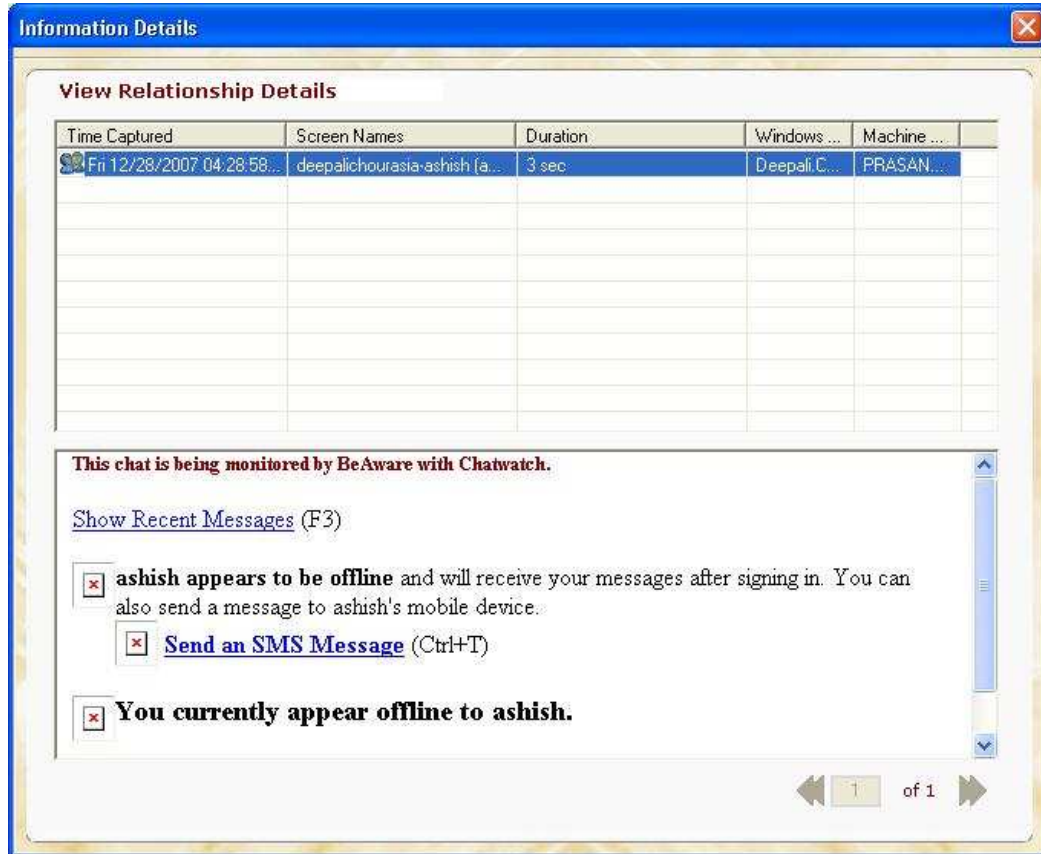 Information Details
View Relationship Details
Time Captured Screen Names Duration Windows ... Machine ...
Fri 12/28/2007 04:28:58... deepalichourasia-ashish (a... 3 sec Deepali.C... PRASAN...
This chat is being monitored by BeAware with Chatwatch.
Show Recent Messages (F3)
ashish appears to be offline and will receive your messages after signing in. You can
also send a message to ashish's mobile device.
Send an SMS Message (Ctrl+T)
You currently appear offline to ashish.
1 of 1